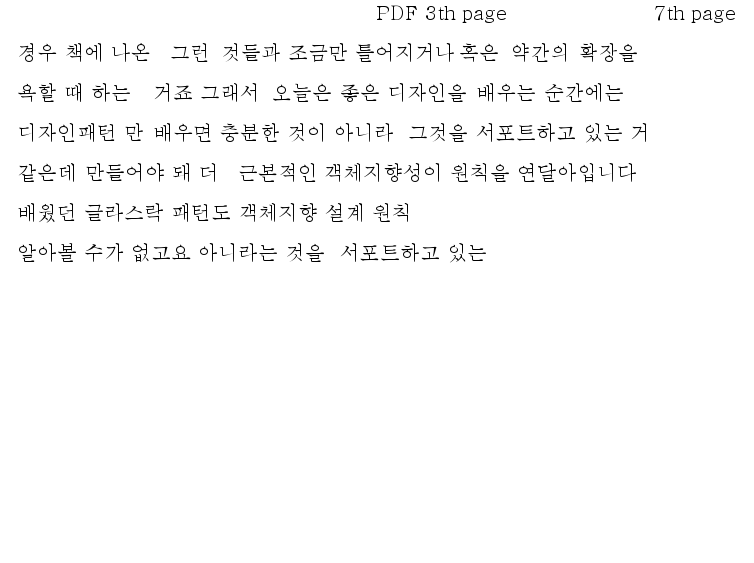 PDF 3th page 7th page
경우 책에 나온 그런 것들과 조금만 틀어지거나 혹은 약간의 확장을
욕할 때 하는 거죠 그래서 오늘은 좋은 디자인을 배우는 순간에는
디자인패턴 만 배우면 충분한 것이 아니라 그것을 서포트하고 있는 거
같은데 만들어야 돼 더 근본적인 객체지향성이 원칙을 연달아입니다
배웠던 글라스락 패턴도 객체지향 설계 원칙
알아볼 수가 없고요 아니라는 것을 서포트하고 있는